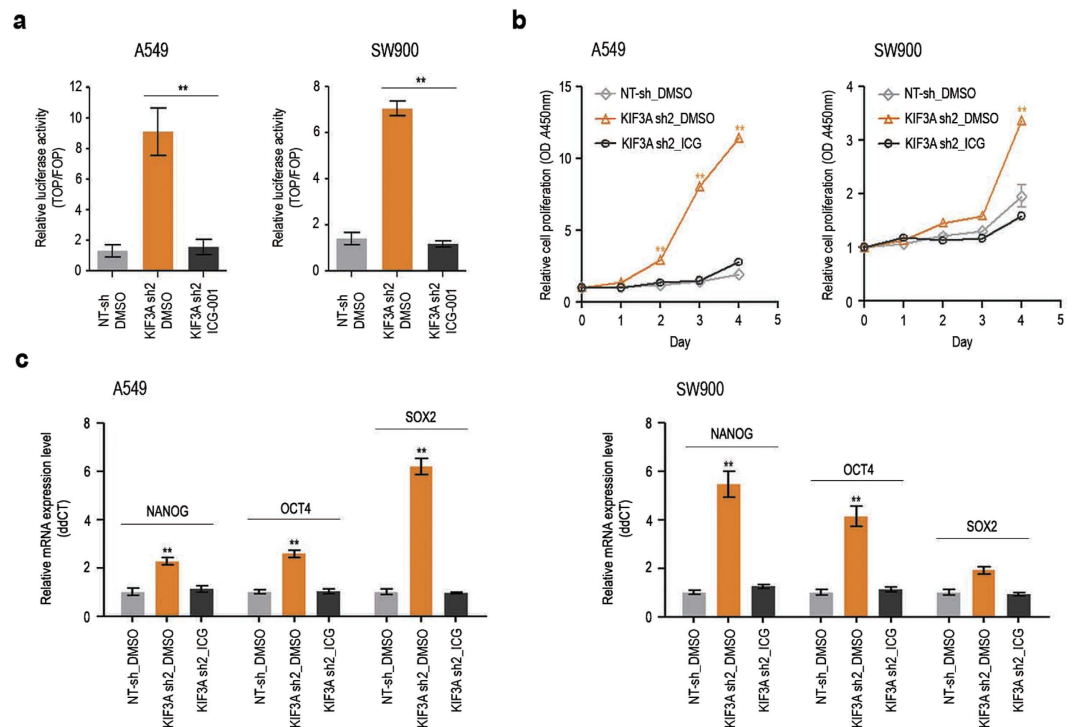 a
A549
Relative luciferase activity
(TOP/FOP)
12
10
8
6
4
2
0
**
NT-sh
DMSO
KIF3A sh2
DMSO
KIF3A sh2
ICG-001
SW900
Relative luciferase activity
(TOP/FOP)
8
6
4
2
0
**
NT-sh
DMSO
KIF3A sh2
DMSO
KIF3A sh2
ICG-001
b
A549
Relative cell proliferation (OD A450nm)
15
10
5
0
NT-sh_DMSO
KIF3A sh2_DMSO
KIF3A sh2_ICG
**
**
**
0 1 2 3 4 5
Day
SW900
Relative cell proliferation (OD A450nm)
4
3
2
1
0
NT-sh_DMSO
KIF3A sh2_DMSO
KIF3A sh2_ICG
**
0 1 2 3 4 5
Day
c
A549
Relative mRNA expression level
(ddCT)
8
6
4
2
0
NANOG
**
OCT4
**
SOX2
**
NT-sh_DMSO
KIF3A sh2_DMSO
KIF3A sh2_ICG
NT-sh_DMSO
KIF3A sh2_DMSO
KIF3A sh2_ICG
NT-sh_DMSO
KIF3A sh2_DMSO
KIF3A sh2_ICG
SW900
Relative mRNA expression level
(ddCT)
8
6
4
2
0
NANOG
**
OCT4
**
SOX2
NT-sh_DMSO
KIF3A sh2_DMSO
KIF3A sh2_ICG
NT-sh_DMSO
KIF3A sh2_DMSO
KIF3A sh2_ICG
NT-sh_DMSO
KIF3A sh2_DMSO
KIF3A sh2_ICG